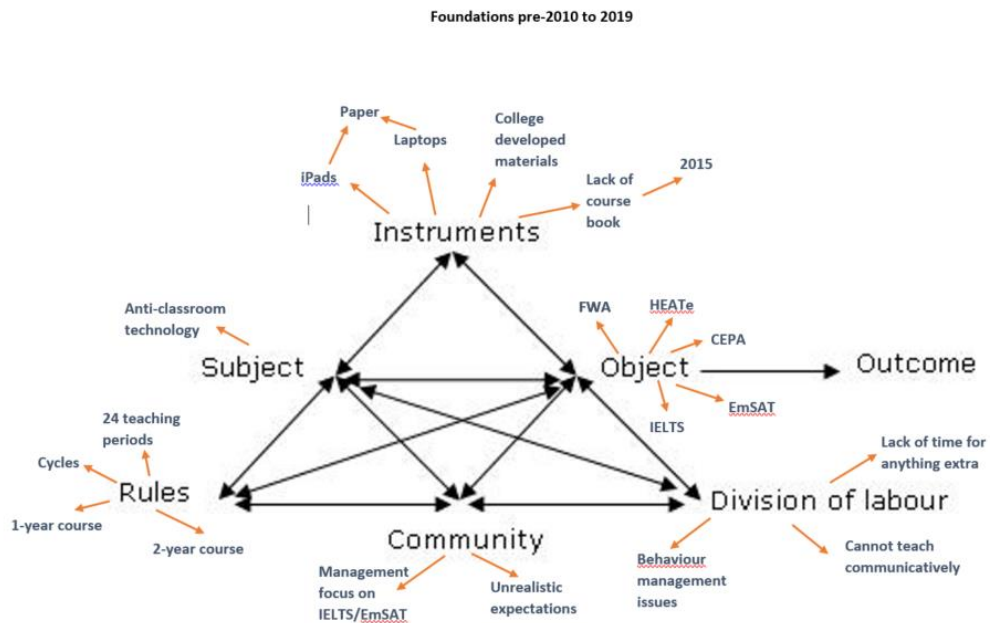 Foundations pre-2010 to 2019
Paper
Laptops
College
developed
materials
iPads
Lack of
course
book
2015
Instruments
Anti-classroom
technology
Subject
FWA
HEATe
CEPA
Object
EmSAT
IELTS
Outcome
24 teaching
periods
Cycles
Rules
1-year course
2-year course
Community
Management
focus on
IELTS/EmSAT
Unrealistic
expectations
Division of labour
Lack of time for
anything extra
Behaviour
management
issues
Cannot teach
communicatively